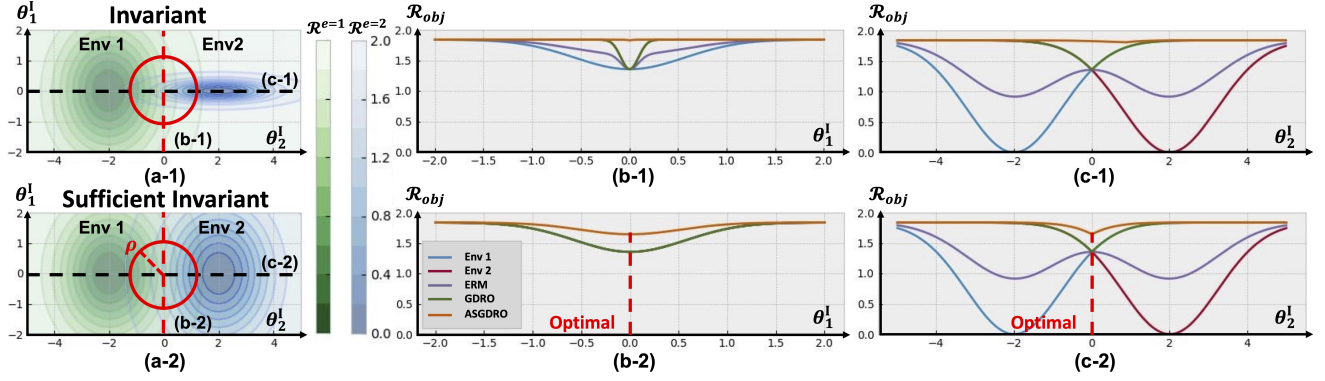 θ₁ᴵ Invariant
Env 1 Env2
(c-1)
(b-1) θ₂ᴵ
2 1 0 −1 −2
−4 −2 0 2 4
(a-1)
θ₁ᴵ Sufficient Invariant
Env 1 Env 2
ρ
(c-2)
(b-2) θ₂ᴵ
2 1 0 −1 −2
−4 −2 0 2 4
(a-2)
ℛᵉ⁼¹ ℛᵉ⁼²
2.0
1.6
1.2
0.8
0.4
0.0
ℛobj
2.0 1.5 1.0 0.5 0.0
θ₁ᴵ
−2.0 −1.5 −1.0 −0.5 0.0 0.5 1.0 1.5 2.0
(b-1)
ℛobj
2.0 1.5 1.0 0.5 0.0
θ₂ᴵ
−4 −2 0 2 4
(c-1)
ℛobj
2.0 1.5 1.0 0.5 0.0
Env 1
Env 2
ERM
GDRO
ASGDRO
Optimal
θ₁ᴵ
−2.0 −1.5 −1.0 −0.5 0.0 0.5 1.0 1.5 2.0
(b-2)
ℛobj
2.0 1.5 1.0 0.5 0.0
Optimal
θ₂ᴵ
−4 −2 0 2 4
(c-2)